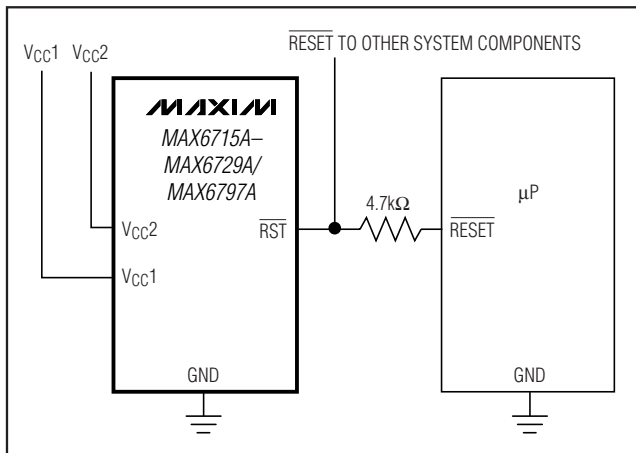 RESET TO OTHER SYSTEM COMPONENTS
VCC1 VCC2
MAXIM
MAX6715A–
MAX6729A/
MAX6797A
μP
4.7kΩ
VCC2
RST
RESET
VCC1
GND
GND